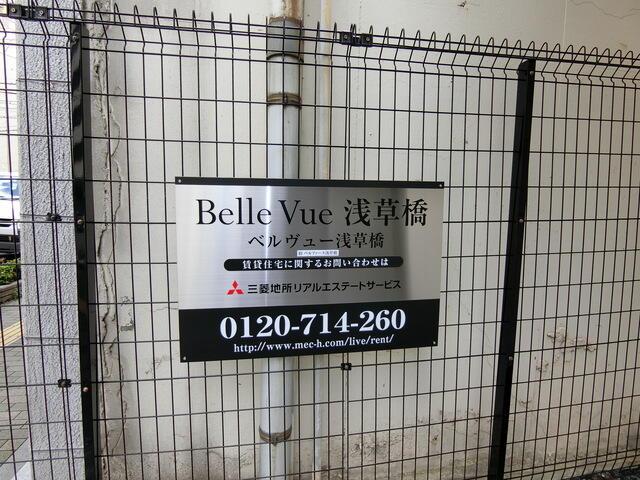 Belle Vue 浅草橋
ベルヴュー浅草橋
賃貸住宅に関するお問い合わせは
三菱地所リアルエステートサービス
0120-714-260
http://www.mec-h.com/live/rent/